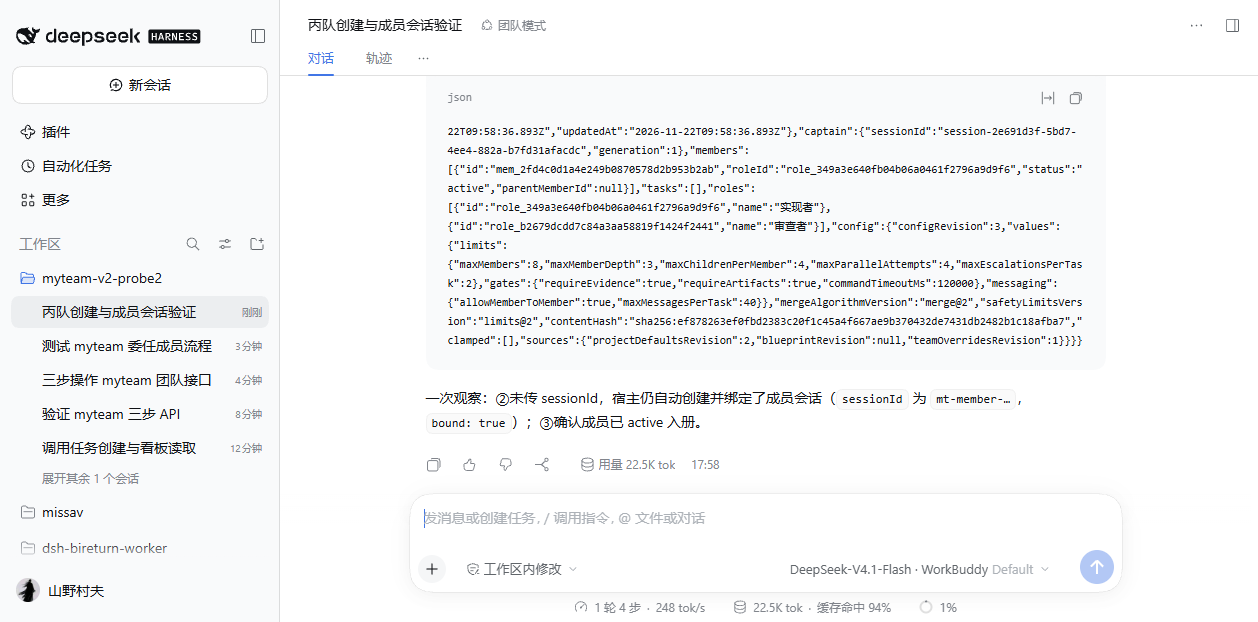 deepseek HARNESS
新会话
插件
自动化任务
更多
工作区
myteam-v2-probe2
丙队创建与成员会话验证 刚刚
测试 myteam 委任成员流程 3分钟
三步操作 myteam 团队接口 4分钟
验证 myteam 三步 API 8分钟
调用任务创建与看板读取 12分钟
展开其余 1 个会话
missav
dsh-bireturn-worker
山野村夫
丙队创建与成员会话验证 团队模式
对话 轨迹 ···
json
22T09:58:36.893Z","updatedAt":"2026-11-22T09:58:36.893Z"},"captain":{"sessionId":"session-2e691d3f-5bd7-
4ee4-882a-b7fd31afacdc","generation":1},"members":
[{"id":"mem_2fd4c0d1a4e249b0870578d2b953b2ab","roleId":"role_349a3e640fb04b06a0461f2796a9d9f6","status":"
active","parentMemberId":null}],"tasks":[],"roles":
[{"id":"role_349a3e640fb04b06a0461f2796a9d9f6","name":"实现者"},
{"id":"role_b2679dcdd7c84a3aa58819f1424f2441","name":"审查者"}],"config":{"configRevision":3,"values":
{"limits":
{"maxMembers":8,"maxMemberDepth":3,"maxChildrenPerMember":4,"maxParallelAttempts":4,"maxEscalationsPerTas
k":2},"gates":{"requireEvidence":true,"requireArtifacts":true,"commandTimeoutMs":120000},"messaging":
{"allowMemberToMember":true,"maxMessagesPerTask":40}},"mergeAlgorithmVersion":"merge@2","safetyLimitsVers
ion":"limits@2","contentHash":"sha256:ef878263ef0fbd2383c20f1c45a4f667ae9b370432de7431db2482b1c18afba7","
clamped":[],"sources":{"projectDefaultsRevision":2,"blueprintRevision":null,"teamOverridesRevision":1}}}}
一次观察：②未传 sessionId，宿主仍自动创建并绑定了成员会话（ sessionId 为 mt-member-… ，
bound: true ）；③确认成员已 active 入册。
用量 22.5K tok 17:58
发消息或创建任务, / 调用指令, @ 文件或对话
工作区内修改 DeepSeek-V4.1-Flash · WorkBuddy Default
1 轮 4 步 · 248 tok/s 22.5K tok · 缓存命中 94% 1%